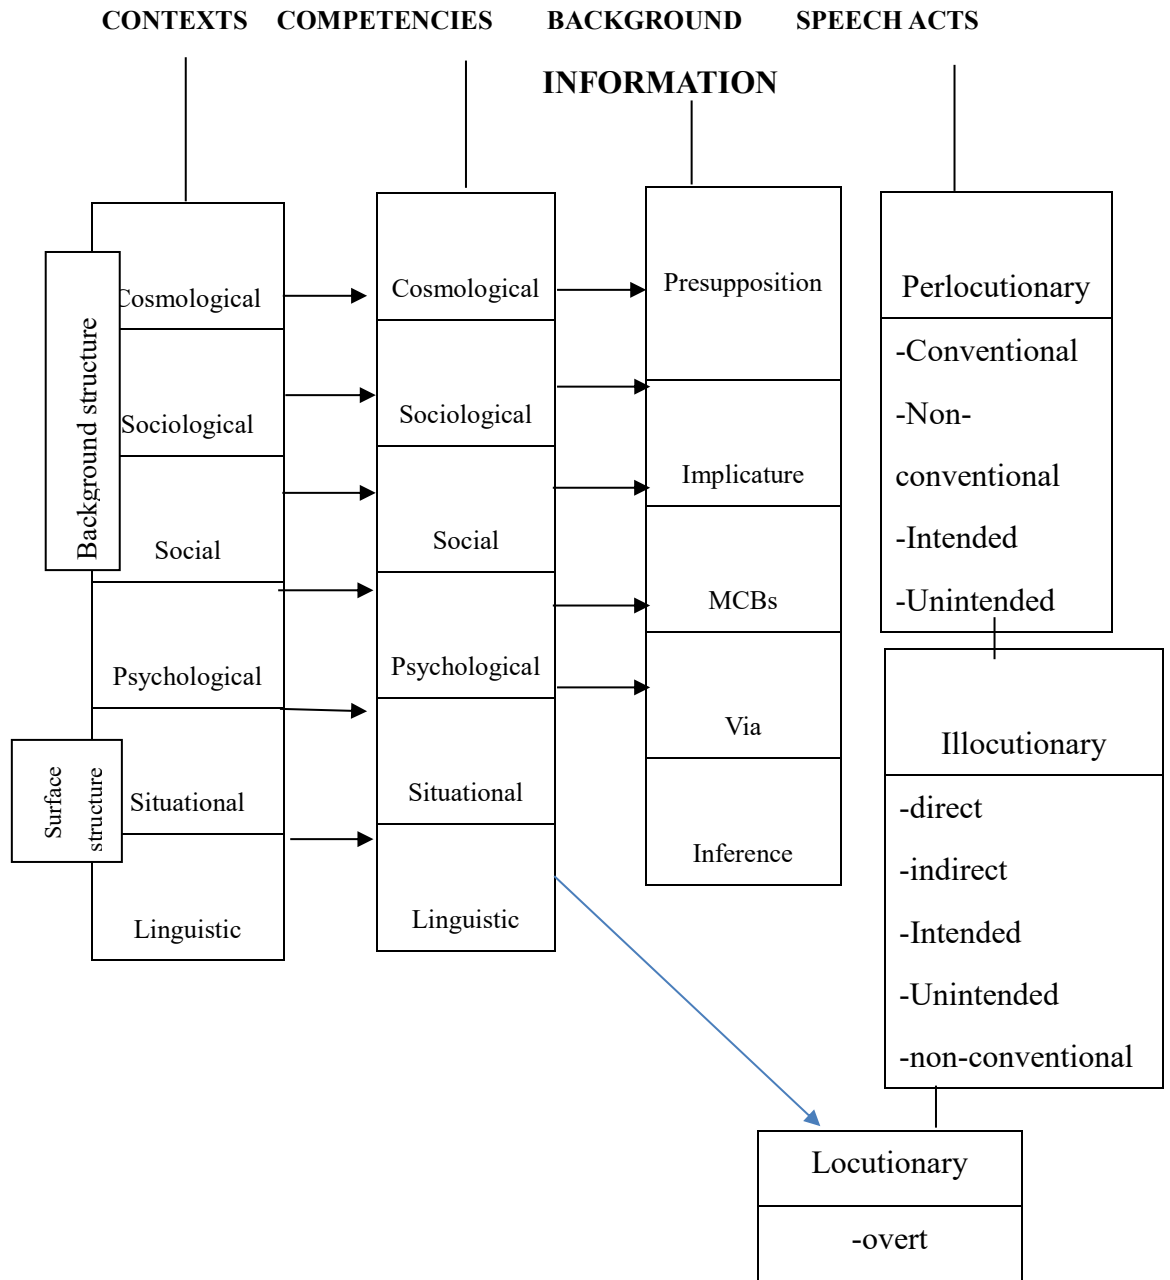 CONTEXTS COMPETENCIES BACKGROUND SPEECH ACTS
INFORMATION
Background structure
Surface
structure
Cosmological
Sociological
Social
Psychological
Situational
Linguistic
Cosmological
Sociological
Social
Psychological
Situational
Linguistic
Presupposition
Implicature
MCBs
Via
Inference
Perlocutionary
-Conventional
-Non-
conventional
-Intended
-Unintended
Illocutionary
-direct
-indirect
-Intended
-Unintended
-non-conventional
Locutionary
-overt